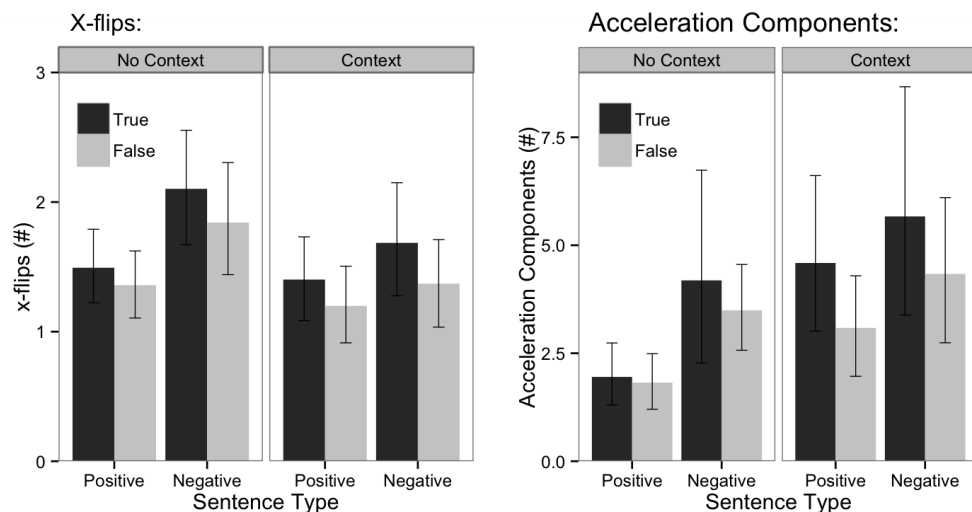 X-flips:
No Context
Context
3
2
1
0
x-flips (#)
True
False
Positive
Negative
Positive
Negative
Sentence Type
Acceleration Components:
No Context
Context
7.5
5.0
2.5
0.0
Acceleration Components (#)
True
False
Positive
Negative
Positive
Negative
Sentence Type